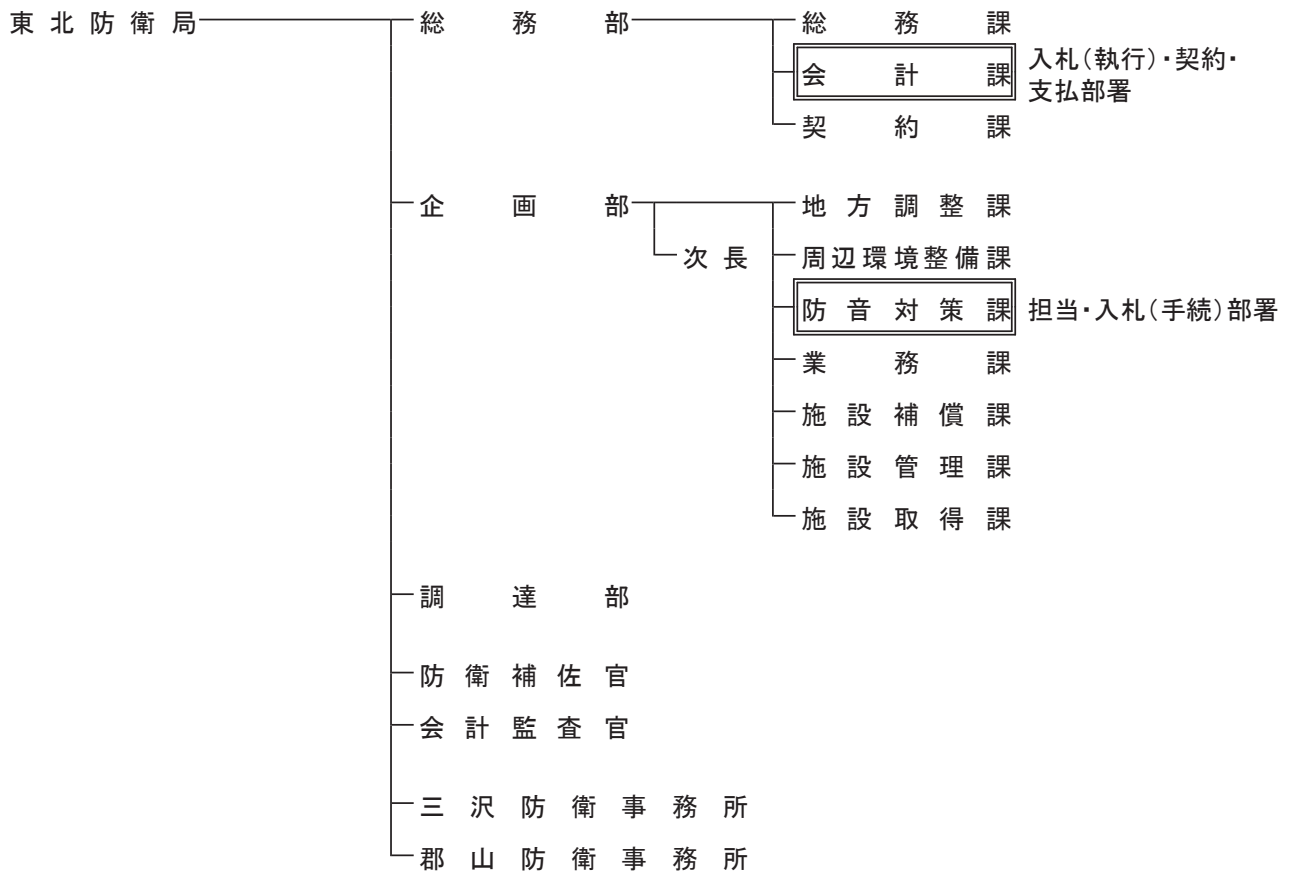 東北防衛局 総務部 総務課
会計課 入札（執行）・契約・
支払部署
契約課
企画部 地方調整課
次長 周辺環境整備課
防音対策課 担当・入札（手続）部署
業務課
施設補償課
施設管理課
施設取得課
調達部
防衛補佐官
会計監査官
三沢防衛事務所
郡山防衛事務所